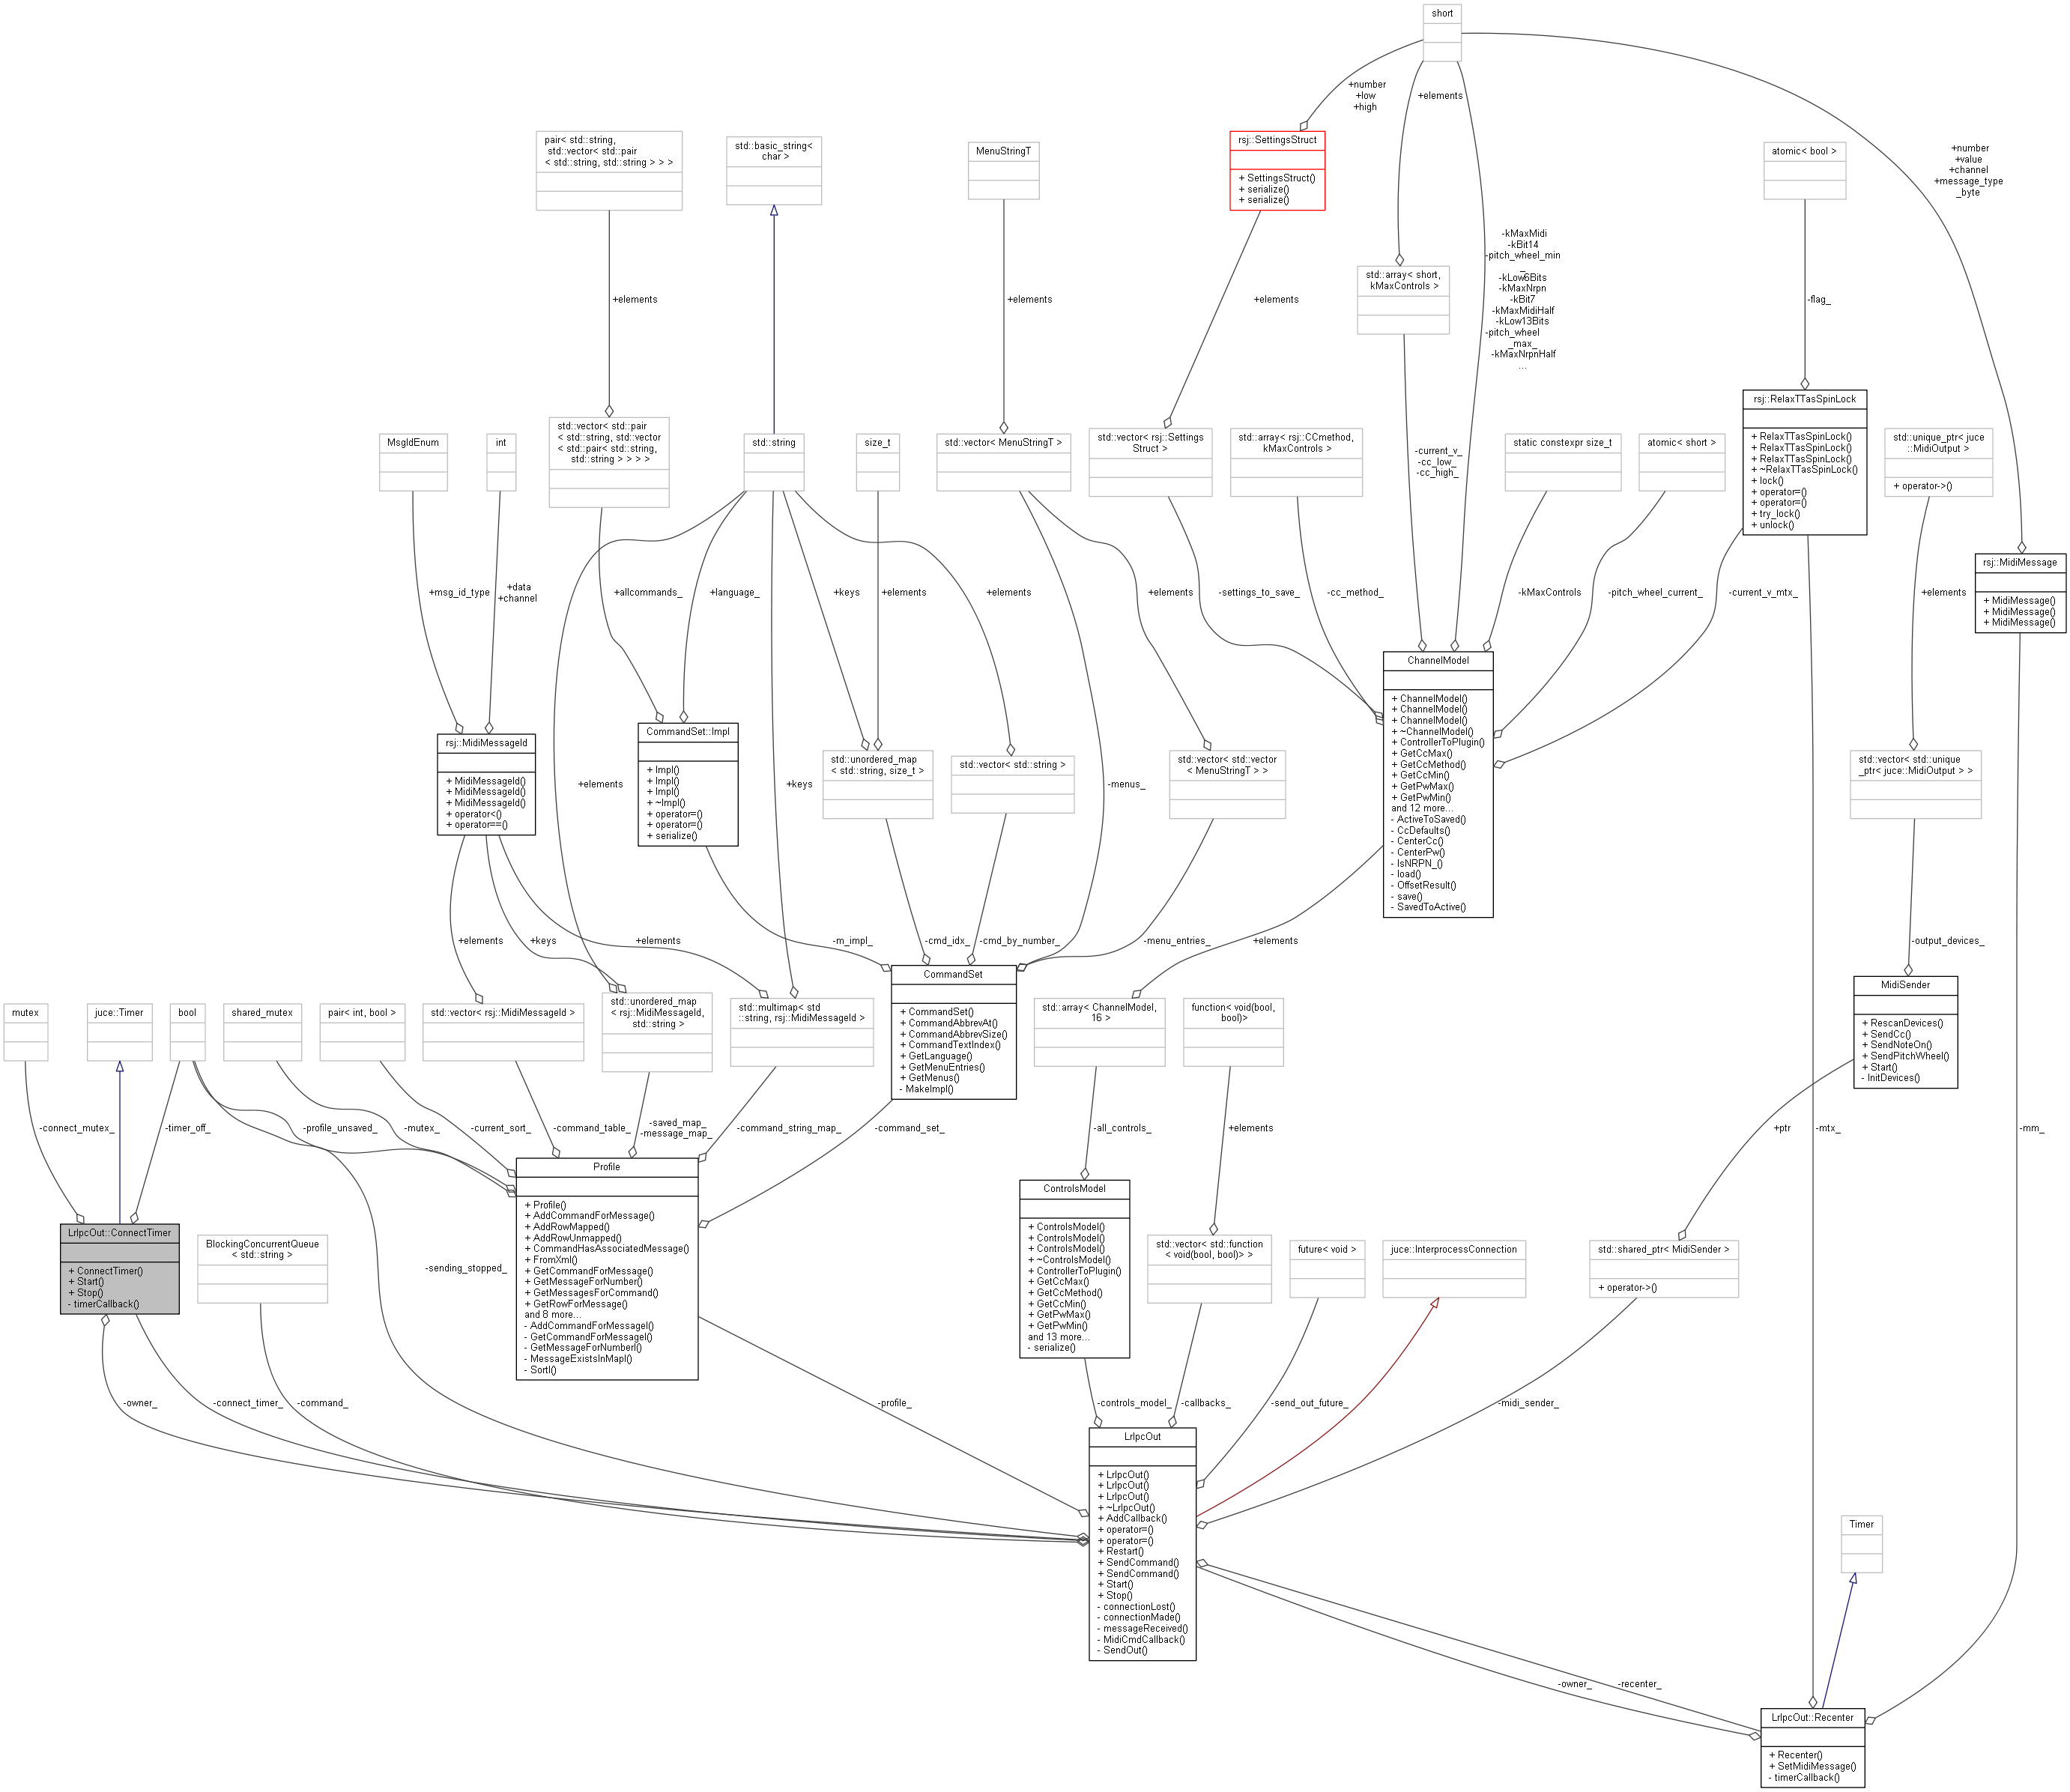 short
+number
+low
+high
+elements
pair< std::string,
std::vector< std::pair
< std::string, std::string > > >
std::basic_string<
char >
MenuStringT
rsj::SettingsStruct
+ SettingsStruct()
+ serialize()
+ serialize()
atomic< bool >
+number
+value
+channel
+message_type
_byte
-kMaxMidi
-kBit14
-pitch_wheel_min
_
-kLow6Bits
-kMaxNrpn
-kBit7
-kMaxMidiHalf
-kLow13Bits
-pitch_wheel
_max_
-kMaxNrpnHalf
...
std::array< short,
kMaxControls >
+elements
+elements
+elements
-flag_
rsj::RelaxTTasSpinLock
+ RelaxTTasSpinLock()
+ RelaxTTasSpinLock()
+ RelaxTTasSpinLock()
+ ~RelaxTTasSpinLock()
+ lock()
+ operator=()
+ operator=()
+ try_lock()
+ unlock()
MsgIdEnum
int
std::vector< std::pair
< std::string, std::vector
< std::pair< std::string,
std::string > > > >
std::string
size_t
std::vector< MenuStringT >
std::vector< rsj::Settings
Struct >
std::array< rsj::CCmethod,
kMaxControls >
-current_v_
-cc_low_
-cc_high_
static constexpr size_t
atomic< short >
std::unique_ptr< juce
::MidiOutput >
+ operator->()
rsj::MidiMessage
+ MidiMessage()
+ MidiMessage()
+ MidiMessage()
+msg_id_type
+data
+channel
+allcommands_
+language_
+keys
+elements
+elements
+elements
-settings_to_save_
-cc_method_
-kMaxControls
-pitch_wheel_current_
-current_v_mtx_
+elements
rsj::MidiMessageId
+ MidiMessageId()
+ MidiMessageId()
+ MidiMessageId()
+ operator<()
+ operator==()
+elements
CommandSet::Impl
+ Impl()
+ Impl()
+ Impl()
+ ~Impl()
+ operator=()
+ operator=()
+ serialize()
+keys
std::unordered_map
< std::string, size_t >
std::vector< std::string >
-menus_
std::vector< std::vector
< MenuStringT > >
ChannelModel
+ ChannelModel()
+ ChannelModel()
+ ChannelModel()
+ ~ChannelModel()
+ ControllerToPlugin()
+ GetCcMax()
+ GetCcMethod()
+ GetCcMin()
+ GetPwMax()
+ GetPwMin()
and 12 more...
- ActiveToSaved()
- CcDefaults()
- CenterCc()
- CenterPw()
- IsNRPN_()
- load()
- OffsetResult()
- save()
- SavedToActive()
std::vector< std::unique
_ptr< juce::MidiOutput > >
+elements
+keys
+elements
-m_impl_
-cmd_idx_
-cmd_by_number_
-menu_entries_
+elements
-output_devices_
mutex
juce::Timer
bool
shared_mutex
pair< int, bool >
std::vector< rsj::MidiMessageId >
std::unordered_map
< rsj::MidiMessageId,
std::string >
std::multimap< std
::string, rsj::MidiMessageId >
CommandSet
+ CommandSet()
+ CommandAbbrevAt()
+ CommandAbbrevSize()
+ CommandTextIndex()
+ GetLanguage()
+ GetMenuEntries()
+ GetMenus()
- MakeImpl()
std::array< ChannelModel,
16 >
function< void(bool,
bool)>
MidiSender
+ RescanDevices()
+ SendCc()
+ SendNoteOn()
+ SendPitchWheel()
+ Start()
- InitDevices()
-connect_mutex_
-timer_off_
-profile_unsaved_
-mutex_
-current_sort_
-command_table_
-saved_map_
-message_map_
-command_string_map_
-command_set_
-all_controls_
+elements
+ptr
-mtx_
-mm_
LrIpcOut::ConnectTimer
+ ConnectTimer()
+ Start()
+ Stop()
- timerCallback()
BlockingConcurrentQueue
< std::string >
-sending_stopped_
Profile
+ Profile()
+ AddCommandForMessage()
+ AddRowMapped()
+ AddRowUnmapped()
+ CommandHasAssociatedMessage()
+ FromXml()
+ GetCommandForMessage()
+ GetMessageForNumber()
+ GetMessagesForCommand()
+ GetRowForMessage()
and 8 more...
- AddCommandForMessageI()
- GetCommandForMessageI()
- GetMessageForNumberI()
- MessageExistsInMapI()
- SortI()
ControlsModel
+ ControlsModel()
+ ControlsModel()
+ ControlsModel()
+ ~ControlsModel()
+ ControllerToPlugin()
+ GetCcMax()
+ GetCcMethod()
+ GetCcMin()
+ GetPwMax()
+ GetPwMin()
and 13 more...
- serialize()
std::vector< std::function
< void(bool, bool)> >
future< void >
juce::InterprocessConnection
std::shared_ptr< MidiSender >
+ operator->()
-owner_
-connect_timer_
-command_
-profile_
-controls_model_
-callbacks_
-send_out_future_
-midi_sender_
LrIpcOut
+ LrIpcOut()
+ LrIpcOut()
+ LrIpcOut()
+ ~LrIpcOut()
+ AddCallback()
+ operator=()
+ operator=()
+ Restart()
+ SendCommand()
+ SendCommand()
+ Start()
+ Stop()
- connectionLost()
- connectionMade()
- messageReceived()
- MidiCmdCallback()
- SendOut()
Timer
-owner_
-recenter_
LrIpcOut::Recenter
+ Recenter()
+ SetMidiMessage()
- timerCallback()